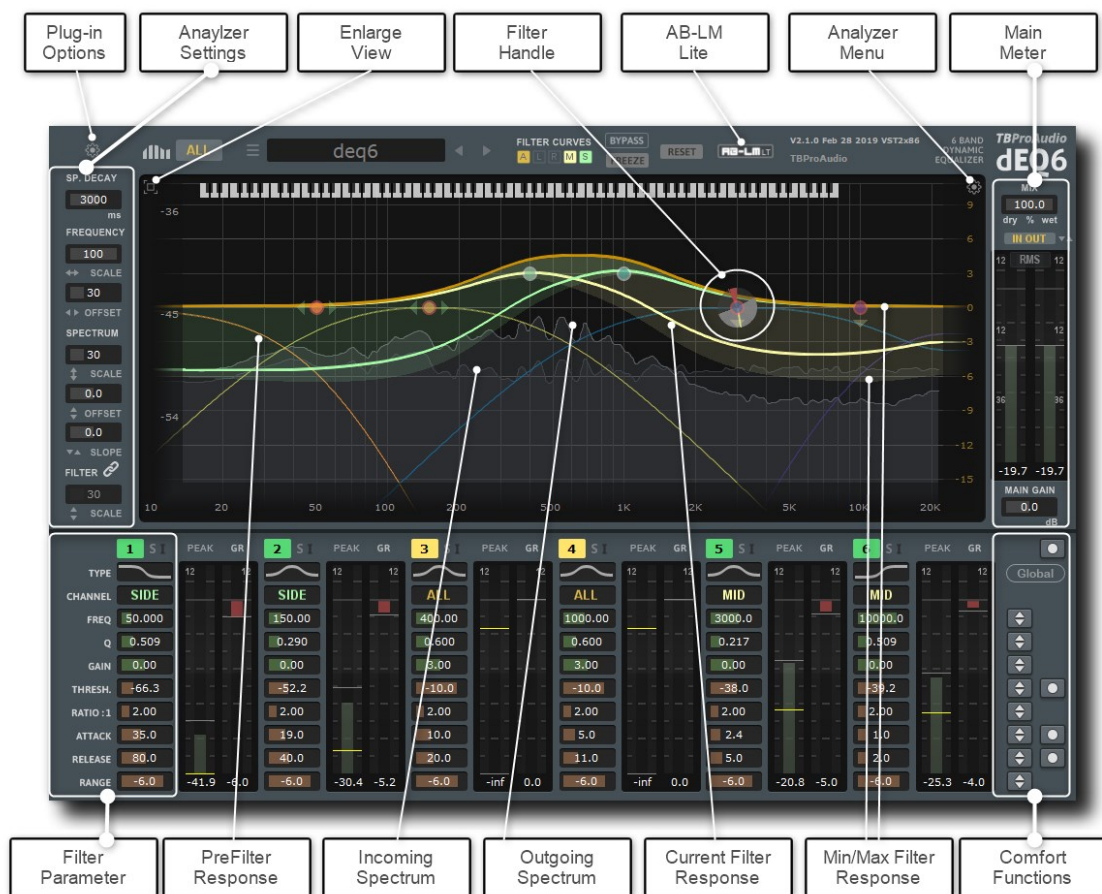 Plug-in Options
Anaylzer Settings
Enlarge View
Filter Handle
AB-LM Lite
Analyzer Menu
Main Meter
ALL
deq6
FILTER CURVES
A L R M S
BYPASS
FREEZE
RESET
AB-LM LT
V2.1.0 Feb 28 2019 VST2x86
TBProAudio
6 BAND
DYNAMIC
EQUALIZER
TBProAudio
dEQ6
SP. DECAY
3000
ms
FREQUENCY
100
SCALE
30
OFFSET
SPECTRUM
30
SCALE
0.0
OFFSET
0.0
SLOPE
FILTER
30
SCALE
-36
-45
-54
9
6
3
0
-3
-6
-9
-12
-15
10 20 50 100 200 500 1K 2K 5K 10K 20K
MIX
100.0
dry % wet
IN OUT
12 RMS 12
12 12
36 36
-19.7 -19.7
MAIN GAIN
0.0
dB
1 S I PEAK GR 2 S I PEAK GR 3 S I PEAK GR 4 S I PEAK GR 5 S I PEAK GR 6 S I PEAK GR
TYPE 12 12 12 12 12 12 12 12 12 12 12 12
Global
CHANNEL SIDE SIDE ALL ALL MID MID
FREQ 50.000 150.00 400.00 1000.00 3000.0 10000.0
Q 0.509 0.290 0.600 0.600 0.217 0.509
GAIN 0.00 0.00 3.00 3.00 0.00 0.00
THRESH. -66.3 -52.2 -10.0 -10.0 -38.0 -39.2
RATIO :1 2.00 2.00 2.00 2.00 2.00 2.00
ATTACK 35.0 19.0 10.0 5.0 2.4 1.0
RELEASE 80.0 40.0 20.0 11.0 5.0 2.0
RANGE -6.0 -41.9 -6.0 -6.0 -30.4 -5.2 -6.0 -inf 0.0 -6.0 -inf 0.0 -6.0 -20.8 -5.0 -6.0 -25.3 -4.0
Filter Parameter
PreFilter Response
Incoming Spectrum
Outgoing Spectrum
Current Filter Response
Min/Max Filter Response
Comfort Functions